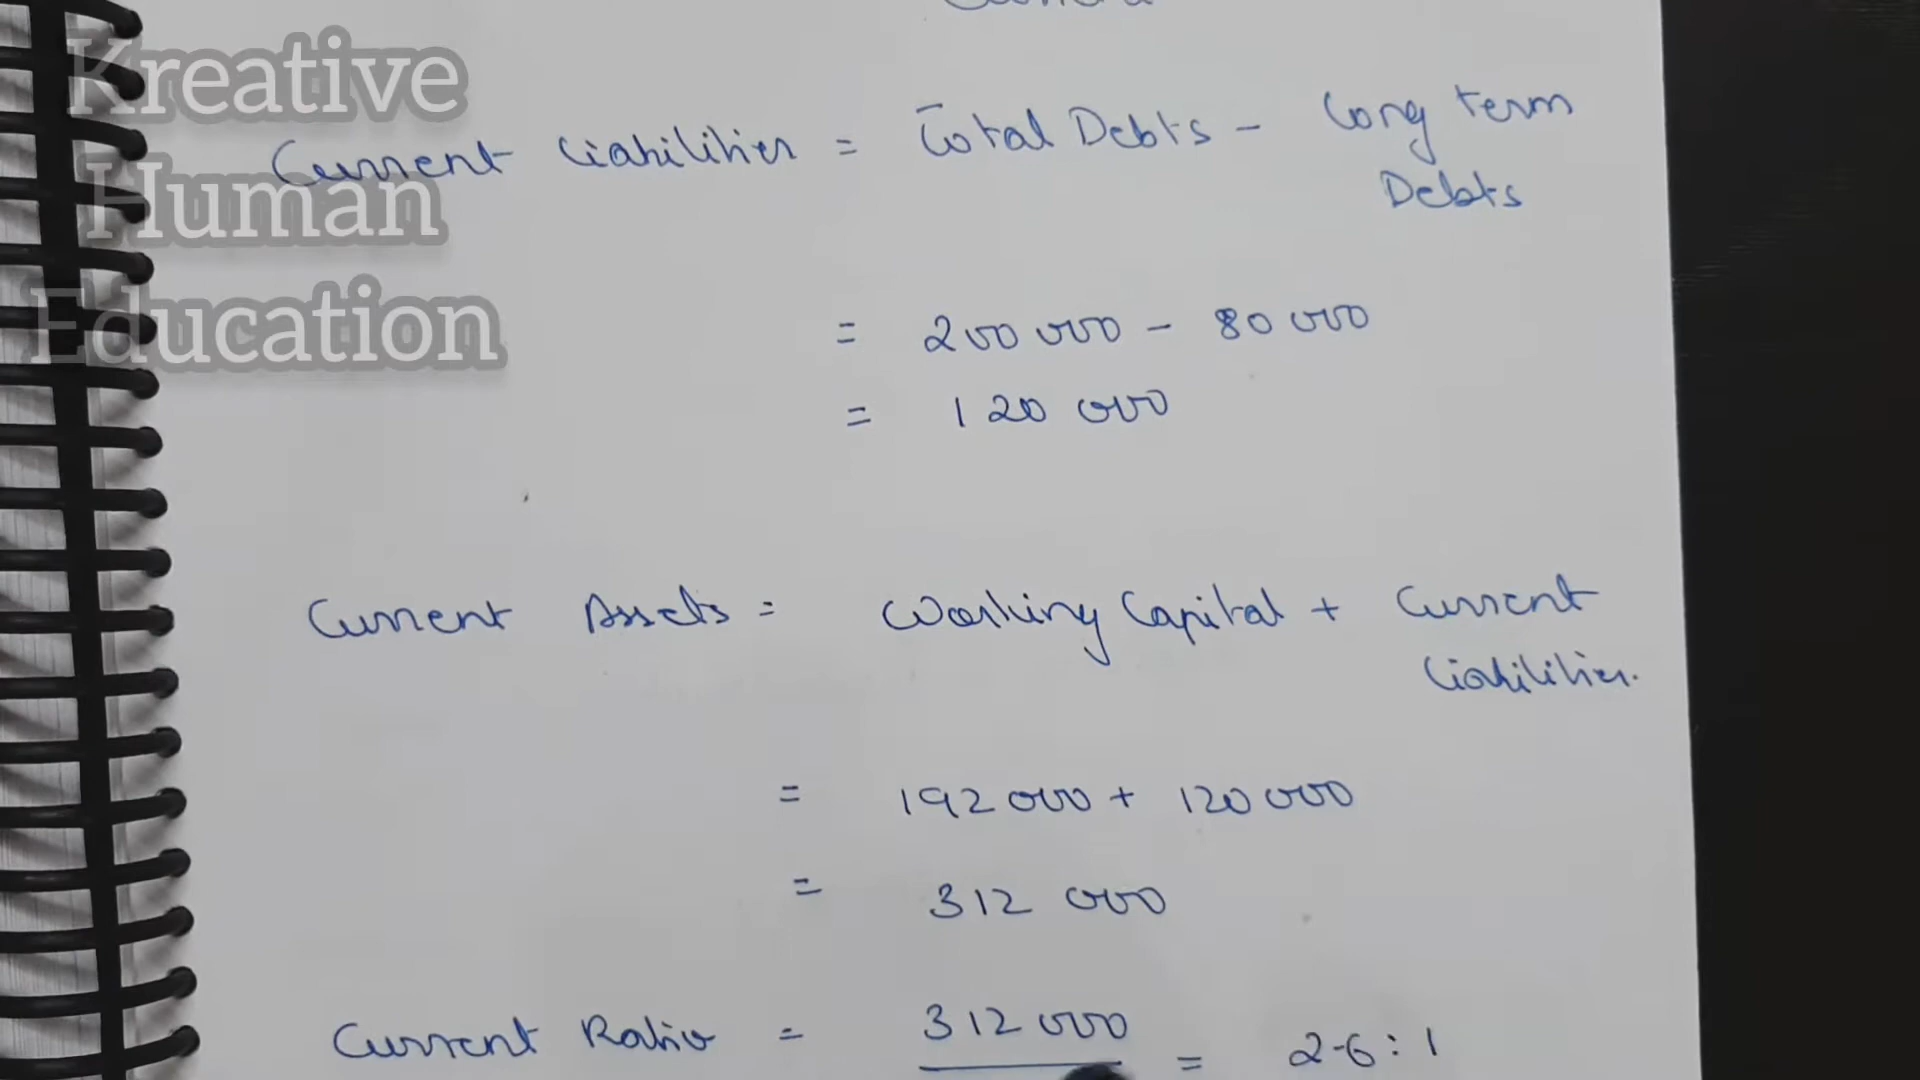 Kreative
Human
Education
Current Liabilities = Total Debts - Long term
Debts
= 200 000 - 80 000
= 120 000
Current Assets = Working Capital + Current
Liabilities.
= 192 000 + 120 000
= 312 000
Current Ratio = 312 000 = 2.6 : 1